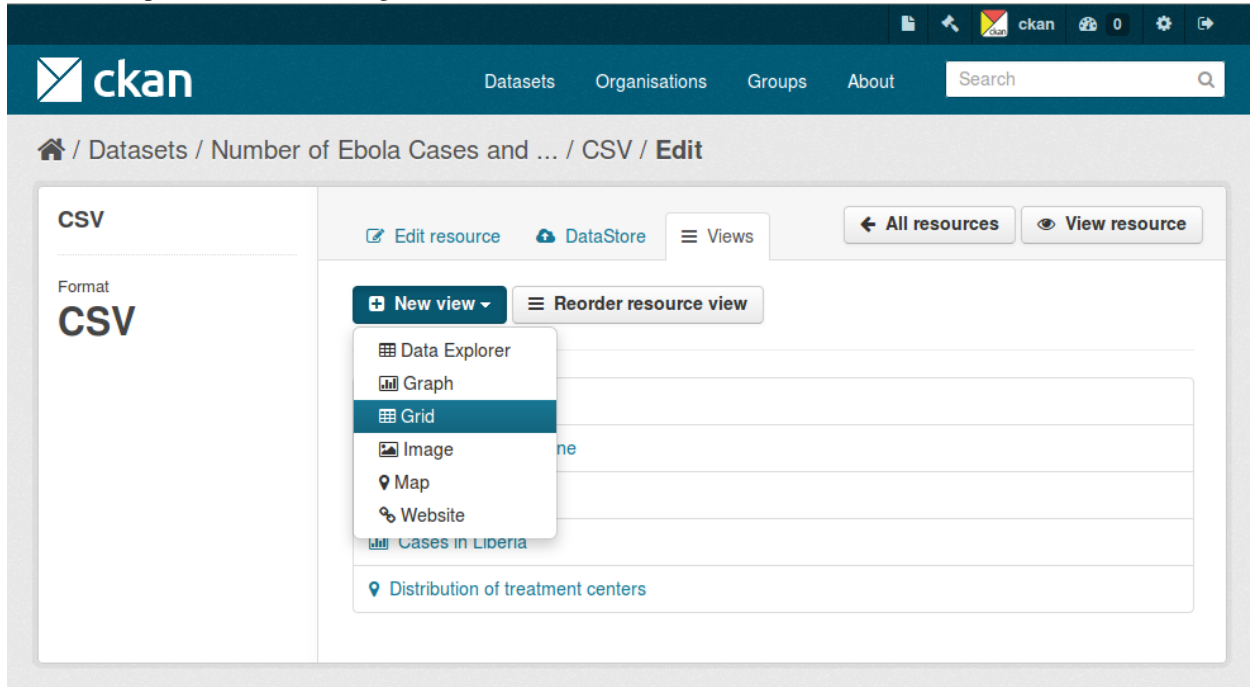 ckan 0
ckan Datasets Organisations Groups About Search
/ Datasets / Number of Ebola Cases and ... / CSV / Edit
CSV
Edit resource DataStore Views All resources View resource
Format
CSV
New view Reorder resource view
Data Explorer
Graph
Grid
Image
ne
Map
Website
Cases in Liberia
Distribution of treatment centers